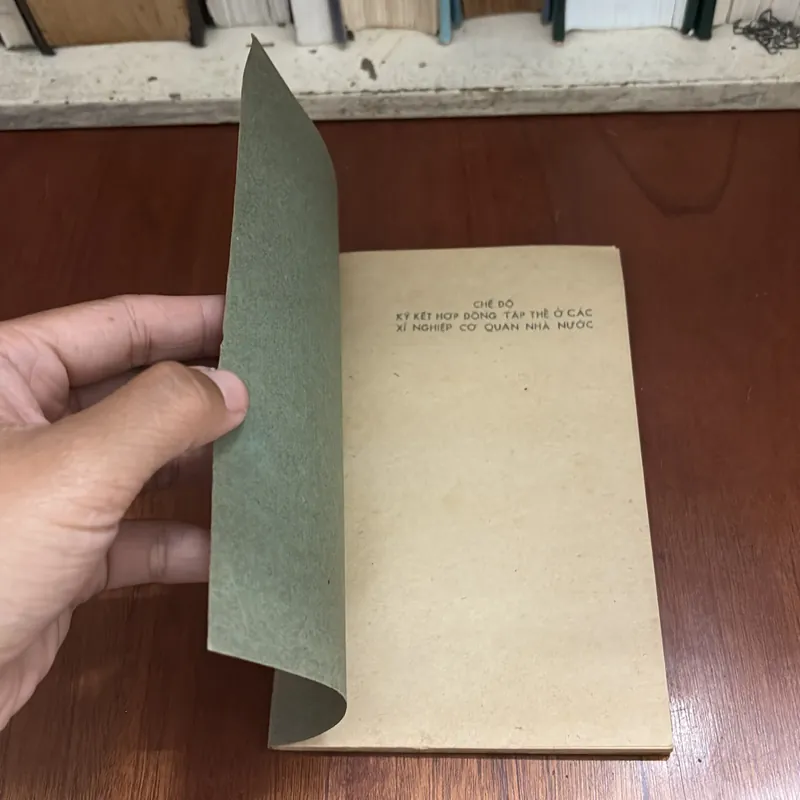 CHẾ ĐỘ
KÝ KẾT HỢP ĐỒNG TẬP THỂ Ở CÁC
XÍ NGHIỆP CƠ QUAN NHÀ NƯỚC